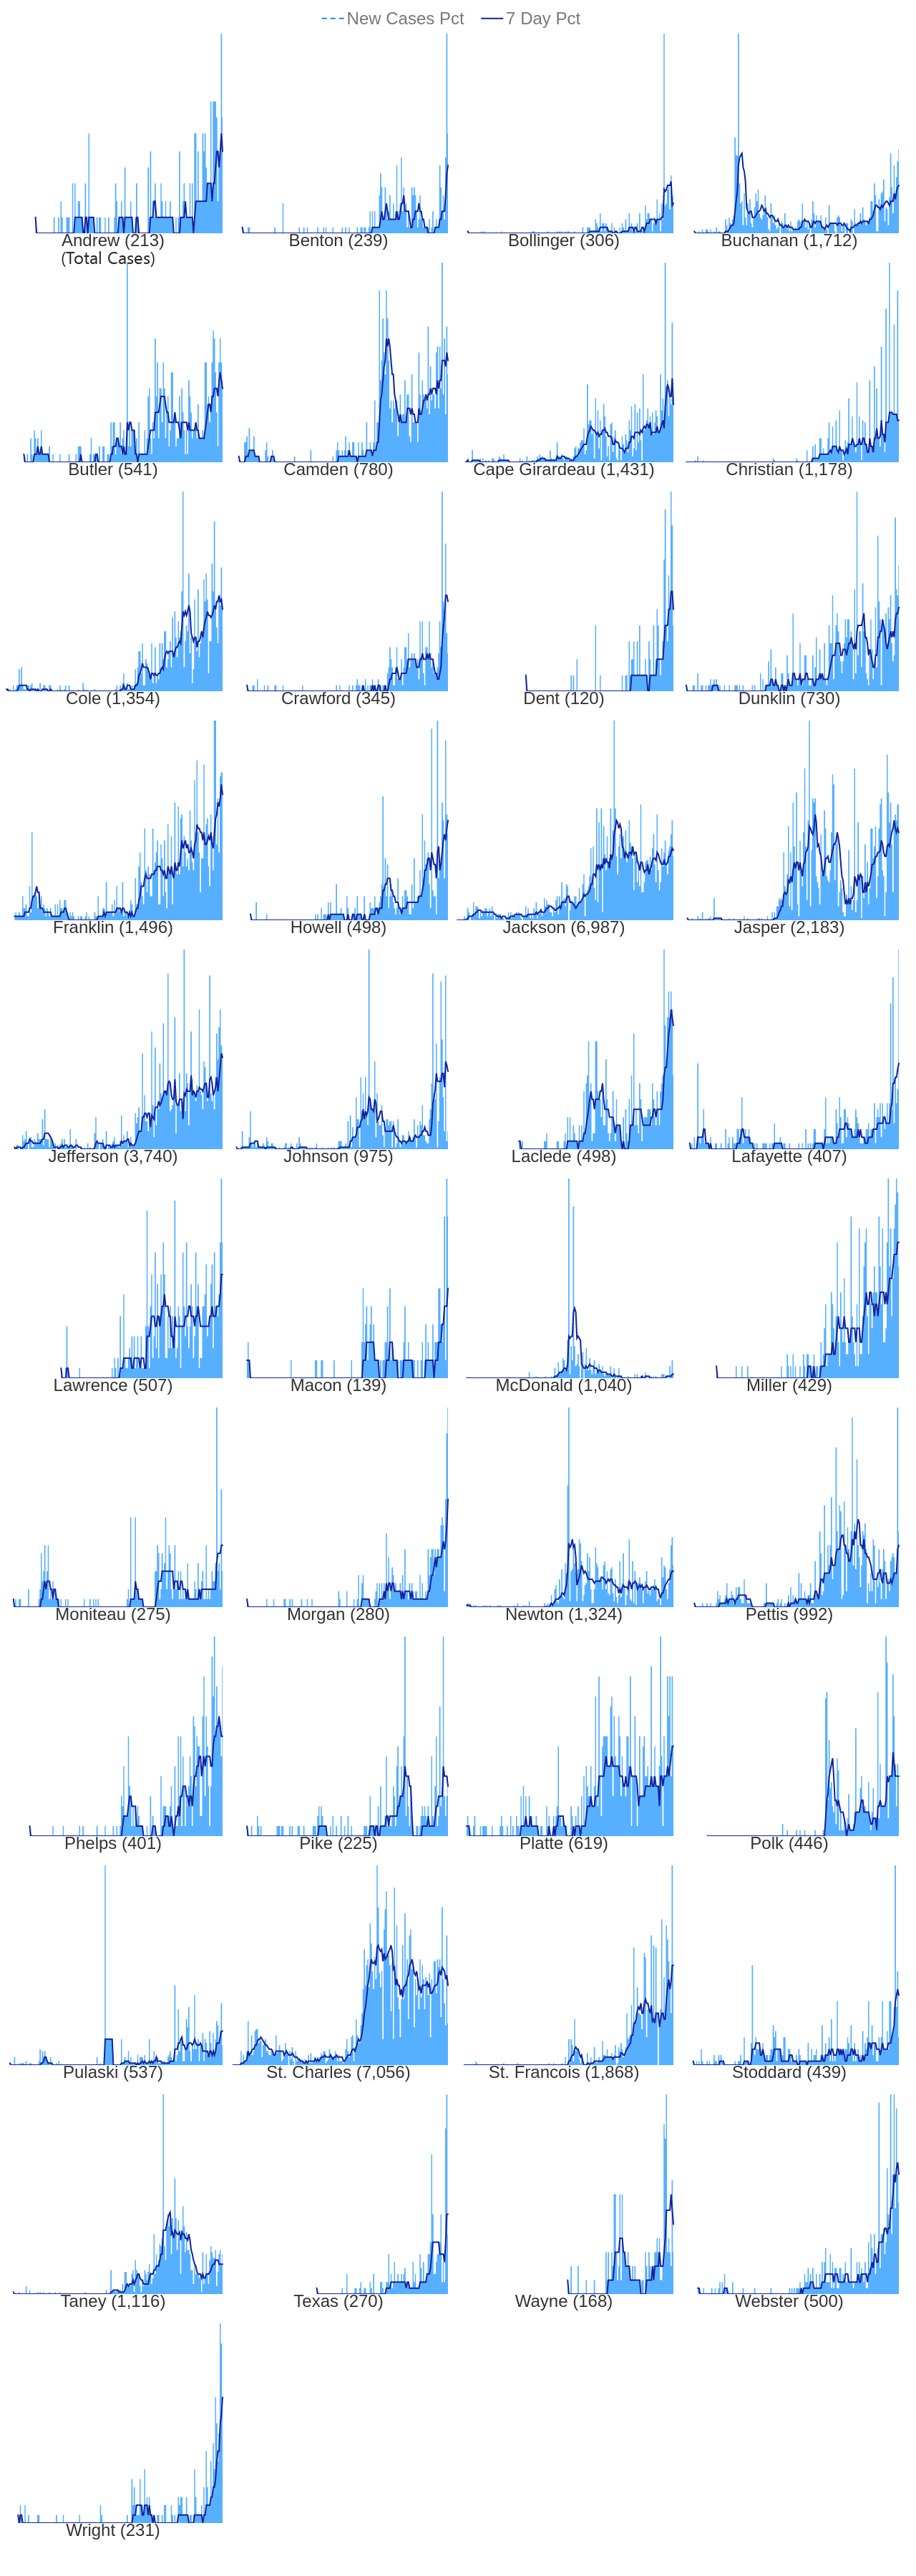 New Cases Pct 7 Day Pct
Andrew (213) Benton (239) Bollinger (306) Buchanan (1,712)
(Total Cases)
Butler (541) Camden (780) Cape Girardeau (1,431) Christian (1,178)
Cole (1,354) Crawford (345) Dent (120) Dunklin (730)
Franklin (1,496) Howell (498) Jackson (6,987) Jasper (2,183)
Jefferson (3,740) Johnson (975) Laclede (498) Lafayette (407)
Lawrence (507) Macon (139) McDonald (1,040) Miller (429)
Moniteau (275) Morgan (280) Newton (1,324) Pettis (992)
Phelps (401) Pike (225) Platte (619) Polk (446)
Pulaski (537) St. Charles (7,056) St. Francois (1,868) Stoddard (439)
Taney (1,116) Texas (270) Wayne (168) Webster (500)
Wright (231)